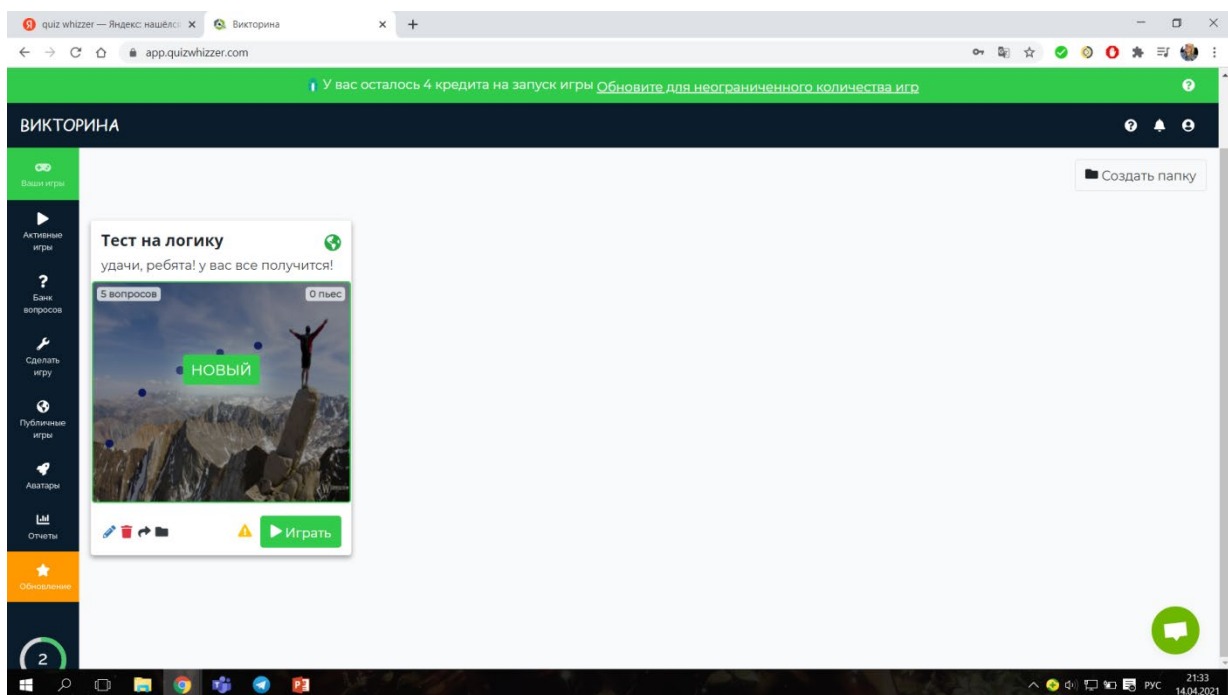 quiz whizzer — Яндекс: нашёлс
Викторина
app.quizwhizzer.com
У вас осталось 4 кредита на запуск игры Обновите для неограниченного количества игр
ВИКТОРИНА
Ваши игры
Создать папку
Активные
игры
Банк
вопросов
Сделать
игру
Публичные
игры
Аватары
Отчеты
Обновление
2
Тест на логику
удачи, ребята! у вас все получится!
5 вопросов
0 пьес
НОВЫЙ
Играть
РУС
21:33
14.04.2021